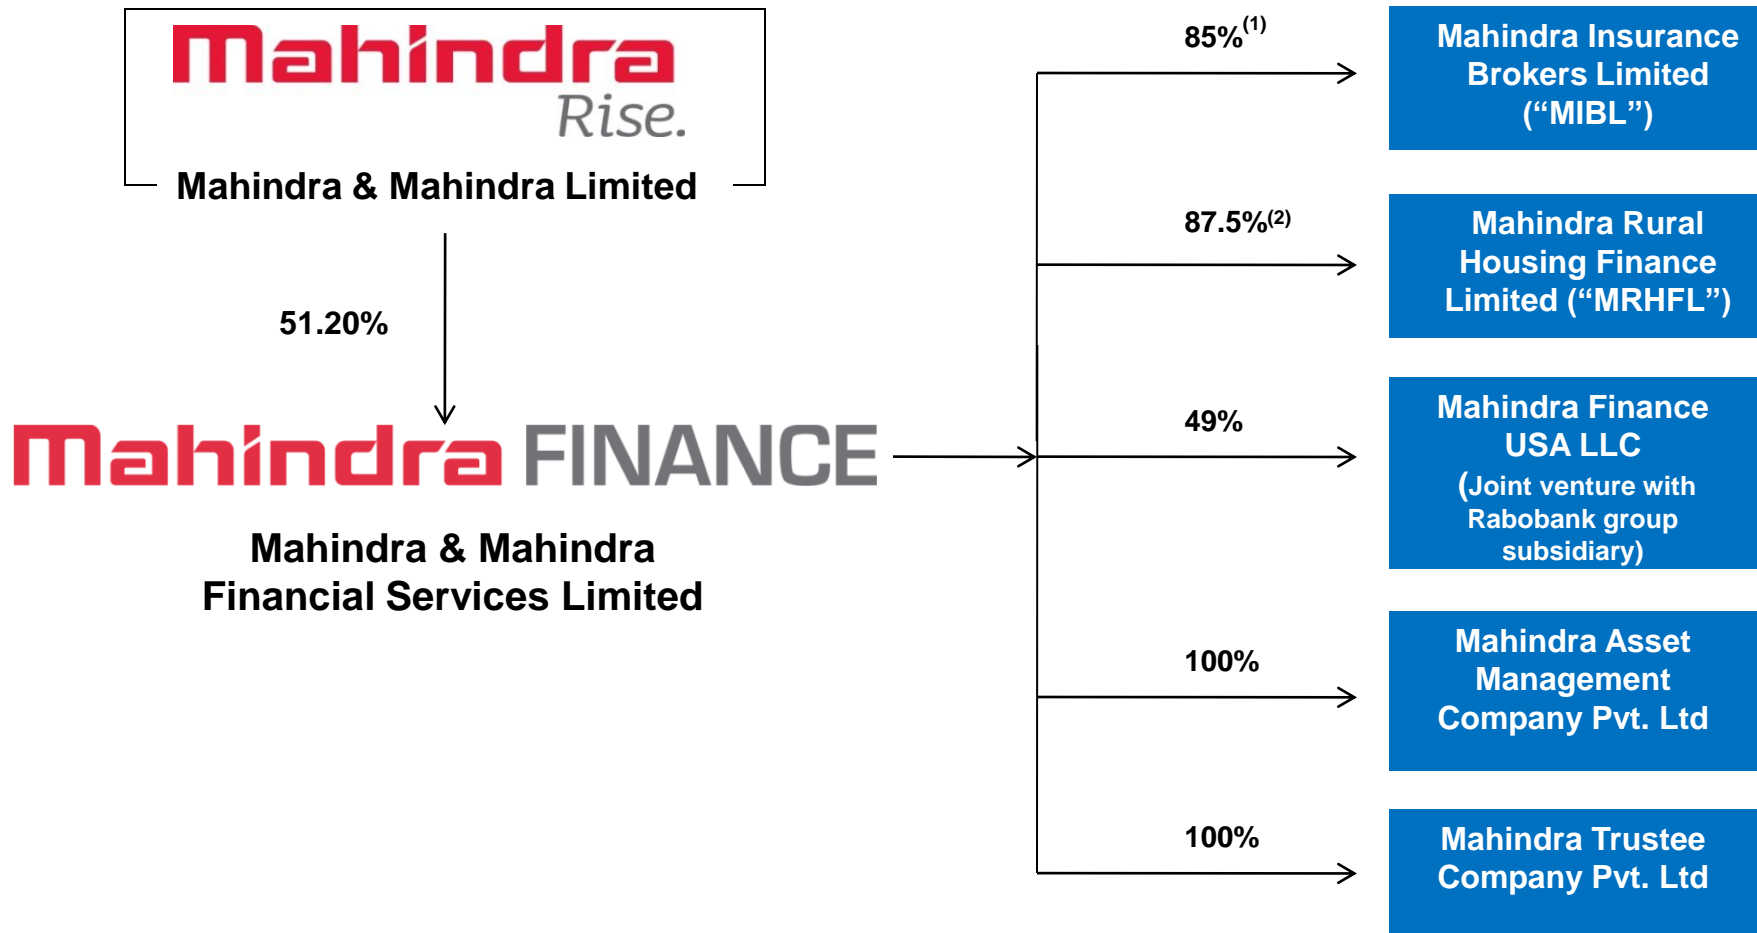 Mahindra
Rise.
Mahindra & Mahindra Limited
51.20%
Mahindra FINANCE
Mahindra & Mahindra
Financial Services Limited
85%(1)
Mahindra Insurance
Brokers Limited
(“MIBL”)
87.5%(2)
Mahindra Rural
Housing Finance
Limited (“MRHFL”)
49%
Mahindra Finance
USA LLC
(Joint venture with
Rabobank group
subsidiary)
100%
Mahindra Asset
Management
Company Pvt. Ltd
100%
Mahindra Trustee
Company Pvt. Ltd